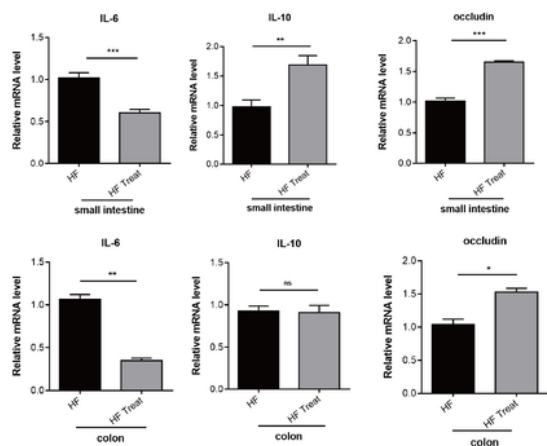 IL-6
Relative mRNA level
1.5
1.0
0.5
0.0
***
HF
HF Treat
small intestine
IL-10
Relative mRNA level
2.0
1.5
1.0
0.5
0.0
**
HF
HF Treat
small intestine
occludin
Relative mRNA level
2.0
1.5
1.0
0.5
0.0
***
HF
HF Treat
small intestine
IL-6
Relative mRNA level
1.5
1.0
0.5
0.0
**
HF
HF Treat
colon
IL-10
Relative mRNA level
1.5
1.0
0.5
0.0
ns
HF
HF Treat
colon
occludin
Relative mRNA level
2.0
1.5
1.0
0.5
0.0
*
HF
HF Treat
colon